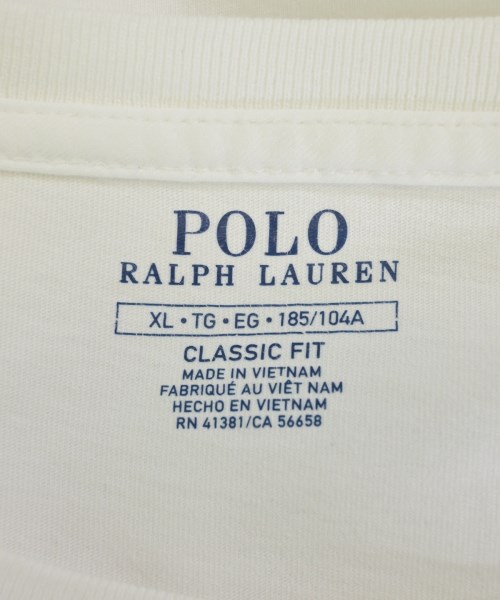 POLO
RALPH LAUREN
XL • TG • EG • 185/104A
CLASSIC FIT
MADE IN VIETNAM
FABRIQUÉ AU VIÊT NAM
HECHO EN VIETNAM
RN 41381/CA 56658